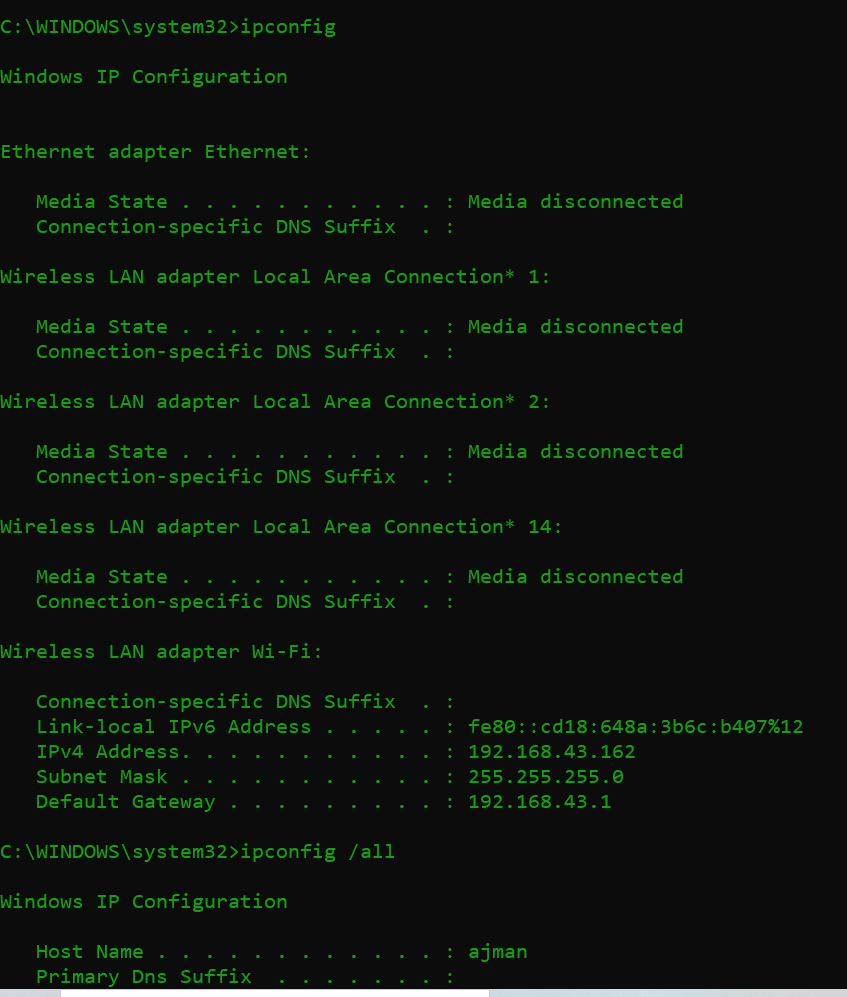 C:\WINDOWS\system32>ipconfig
Windows IP Configuration
Ethernet adapter Ethernet:
   Media State . . . . . . . . . . . : Media disconnected
   Connection-specific DNS Suffix  . :
Wireless LAN adapter Local Area Connection* 1:
   Media State . . . . . . . . . . . : Media disconnected
   Connection-specific DNS Suffix  . :
Wireless LAN adapter Local Area Connection* 2:
   Media State . . . . . . . . . . . : Media disconnected
   Connection-specific DNS Suffix  . :
Wireless LAN adapter Local Area Connection* 14:
   Media State . . . . . . . . . . . : Media disconnected
   Connection-specific DNS Suffix  . :
Wireless LAN adapter Wi-Fi:
   Connection-specific DNS Suffix  . :
   Link-local IPv6 Address . . . . . : fe80::cd18:648a:3b6c:b407%12
   IPv4 Address. . . . . . . . . . . : 192.168.43.162
   Subnet Mask . . . . . . . . . . . : 255.255.255.0
   Default Gateway . . . . . . . . . : 192.168.43.1
C:\WINDOWS\system32>ipconfig /all
Windows IP Configuration
   Host Name . . . . . . . . . . . . : ajman
   Primary Dns Suffix  . . . . . . . :